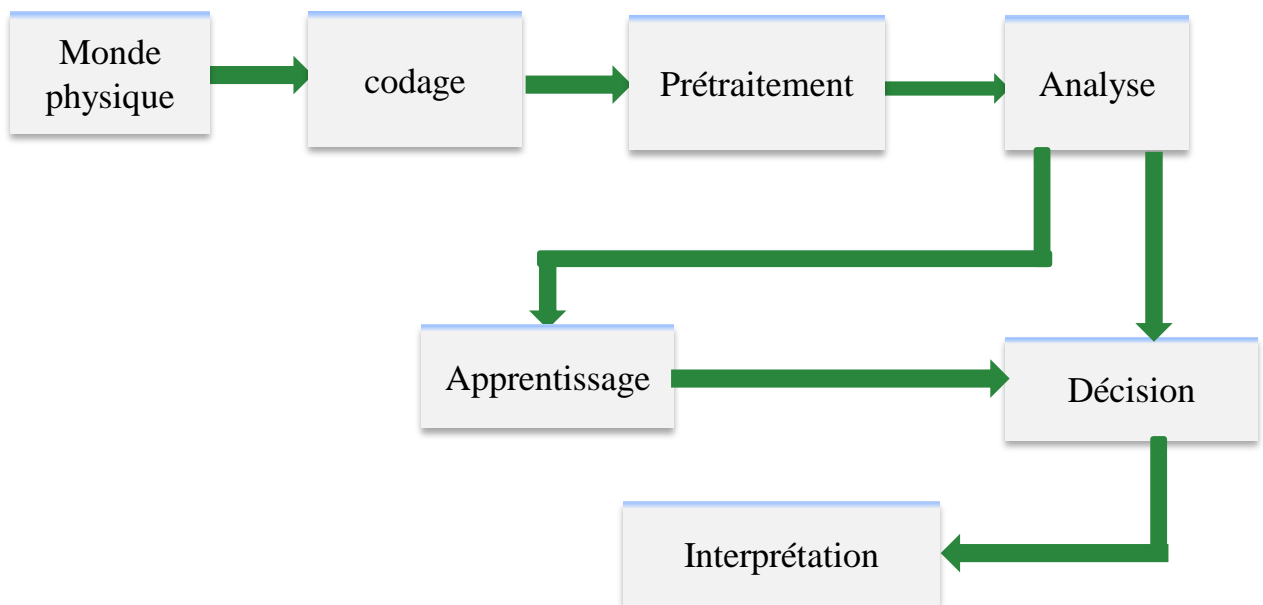 Monde
physique
codage
Prétraitement
Analyse
Apprentissage
Décision
Interprétation